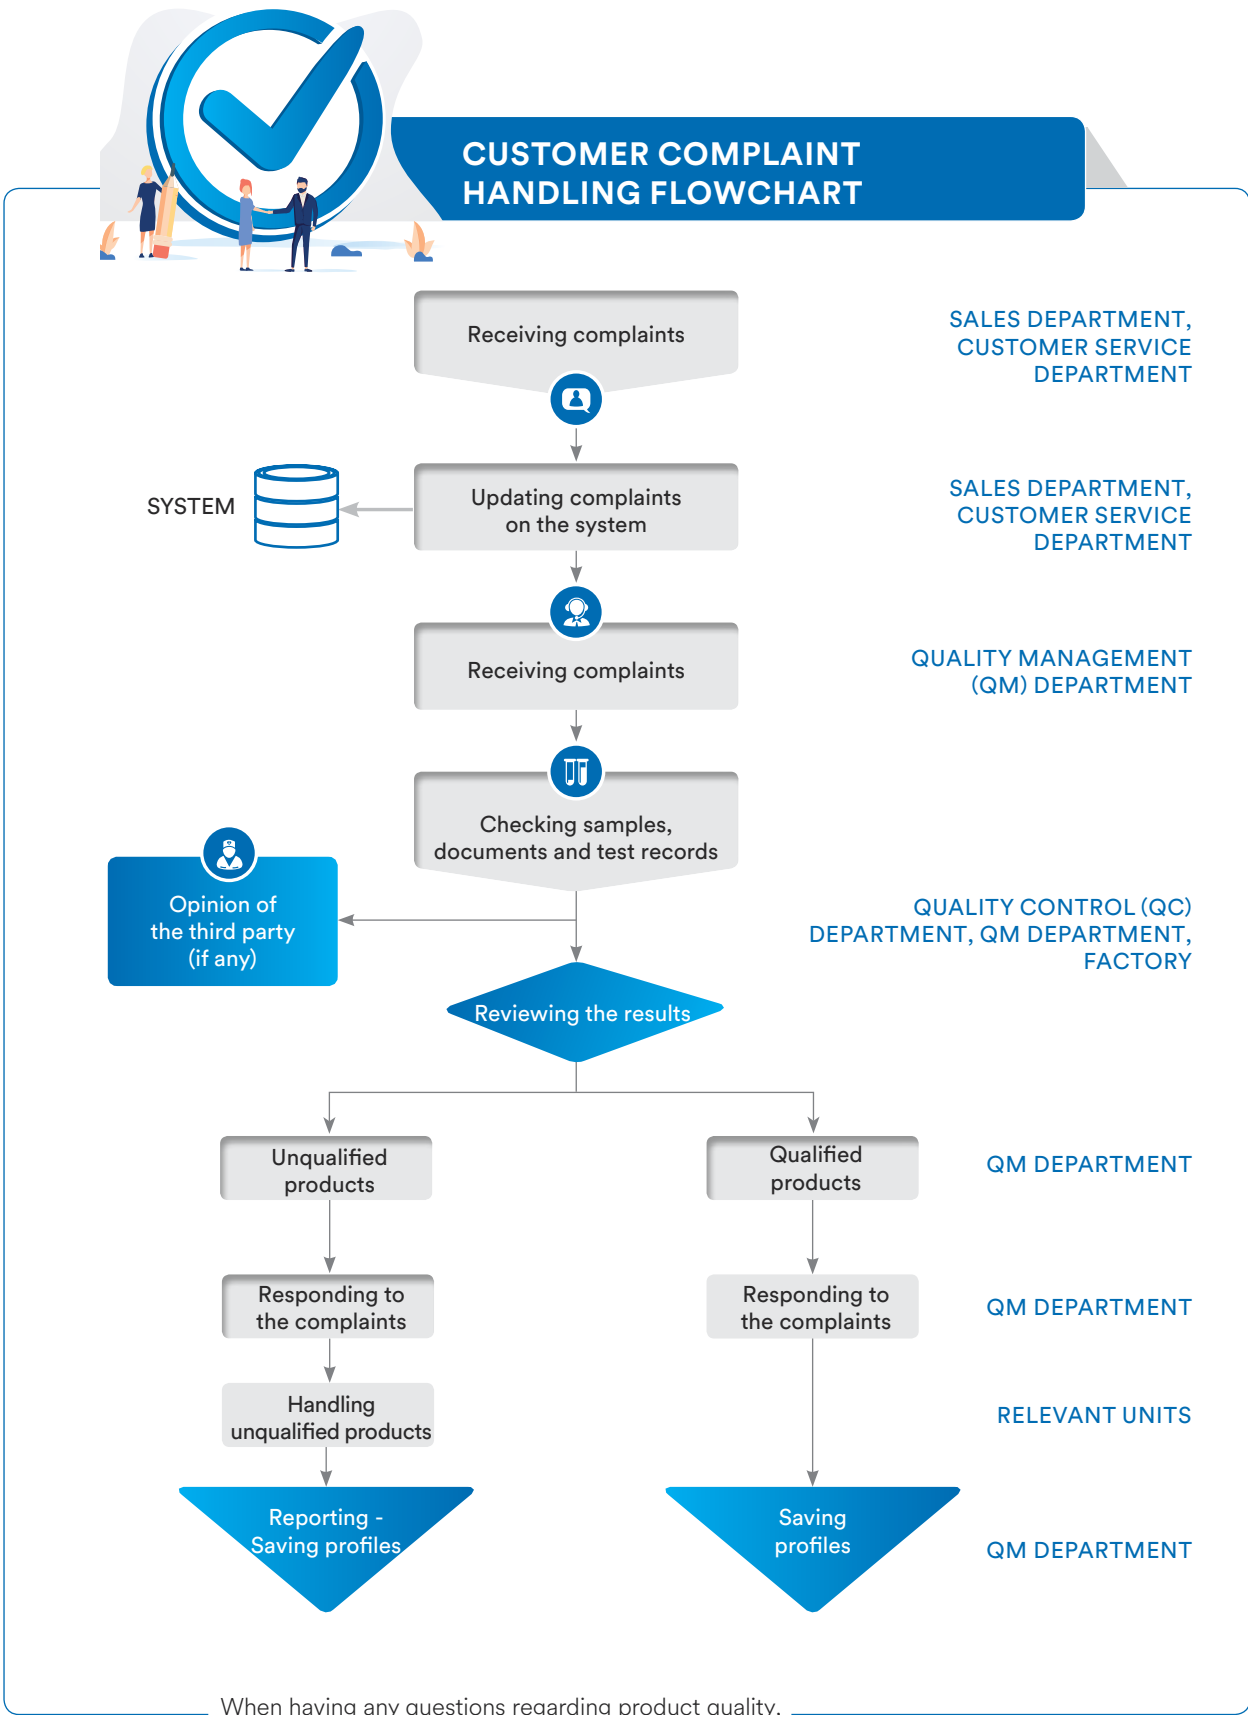 CUSTOMER COMPLAINT
HANDLING FLOWCHART
Receiving complaints
SALES DEPARTMENT,
CUSTOMER SERVICE
DEPARTMENT
SYSTEM
Updating complaints
on the system
SALES DEPARTMENT,
CUSTOMER SERVICE
DEPARTMENT
Receiving complaints
QUALITY MANAGEMENT
(QM) DEPARTMENT
Checking samples,
documents and test records
Opinion of
the third party
(if any)
QUALITY CONTROL (QC)
DEPARTMENT, QM DEPARTMENT,
FACTORY
Reviewing the results
Unqualified
products
Qualified
products
QM DEPARTMENT
Responding to
the complaints
Responding to
the complaints
QM DEPARTMENT
Handling
unqualified products
RELEVANT UNITS
Reporting -
Saving profiles
Saving
profiles
QM DEPARTMENT
When having any questions regarding product quality,